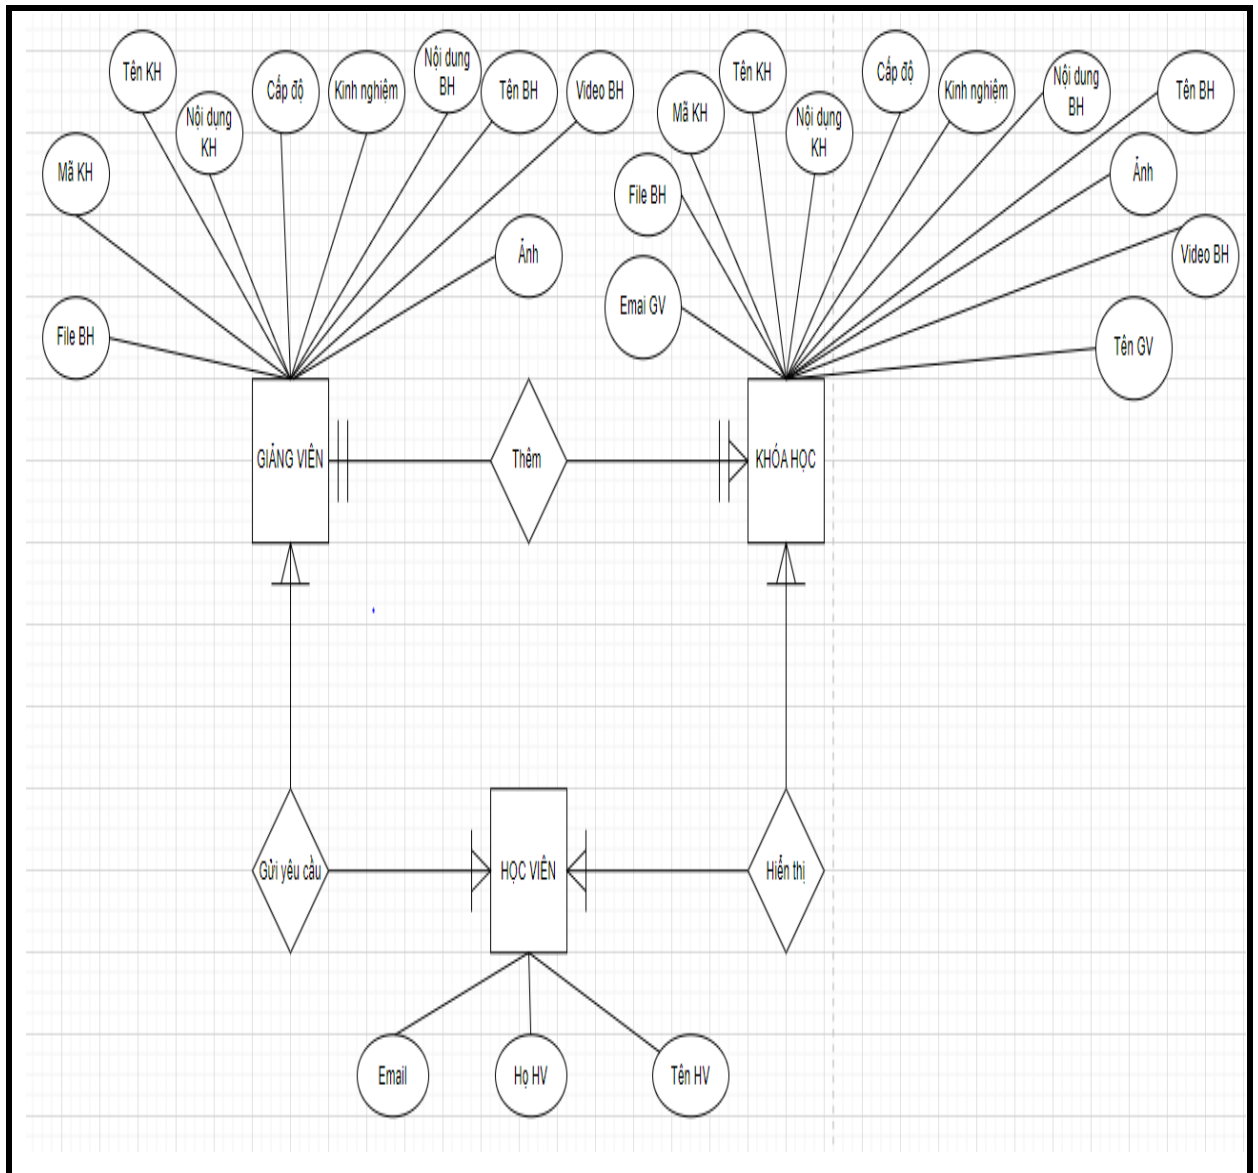 Tên KH
Nội dụng
KH
Cấp độ
Kinh nghiệm
Nội dung
BH
Tên BH
Video BH
Mã KH
Ảnh
File BH
Tên KH
Mã KH
Nội dụng
KH
Cấp độ
Kinh nghiệm
Nội dung
BH
Tên BH
Ảnh
File BH
Video BH
Emai GV
Tên GV
GIẢNG VIÊN
Thêm
KHÓA HỌC
Gửi yêu cầu
HỌC VIÊN
Hiển thị
Email
Họ HV
Tên HV